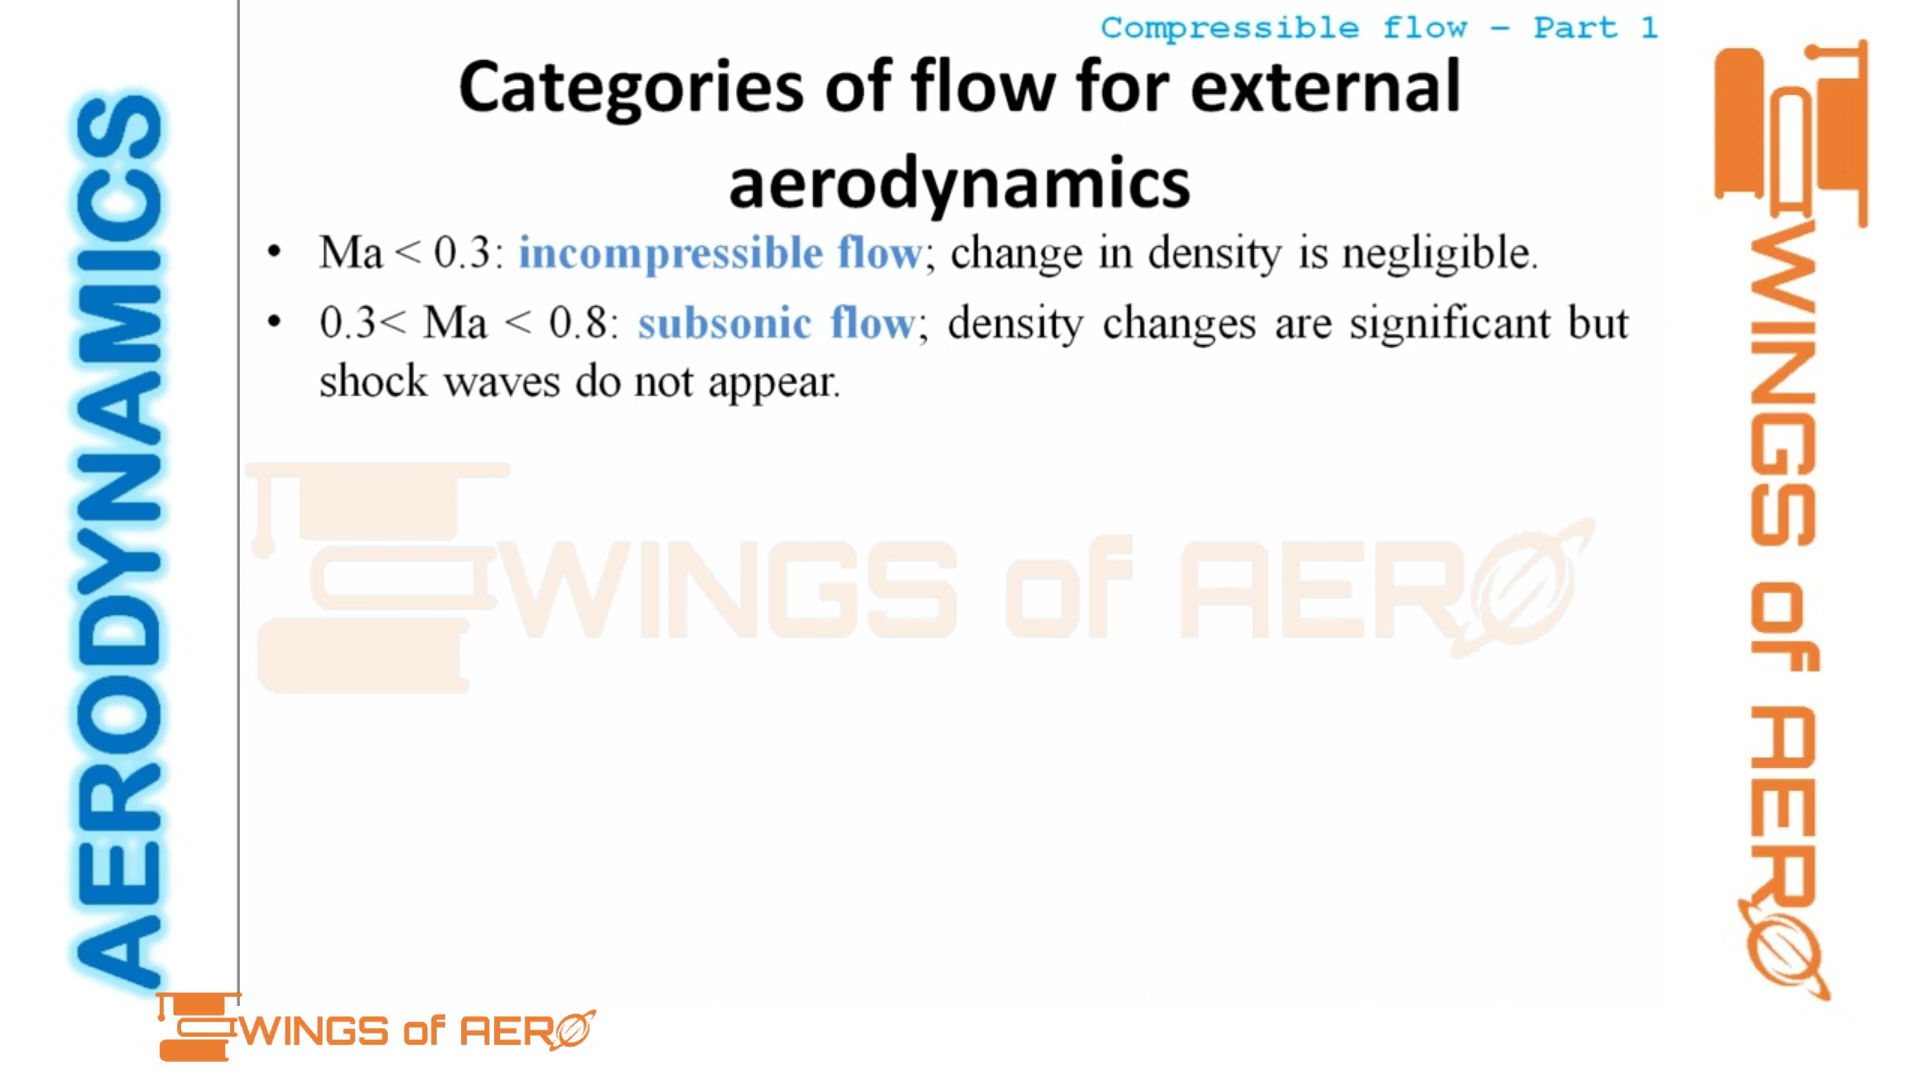 Compressible flow – Part 1
Categories of flow for external
aerodynamics
• Ma < 0.3: incompressible flow; change in density is negligible.
• 0.3< Ma < 0.8: subsonic flow; density changes are significant but
shock waves do not appear.
AERODYNAMICS
WINGS of AERO
WINGS of AERO
WINGS of AERO